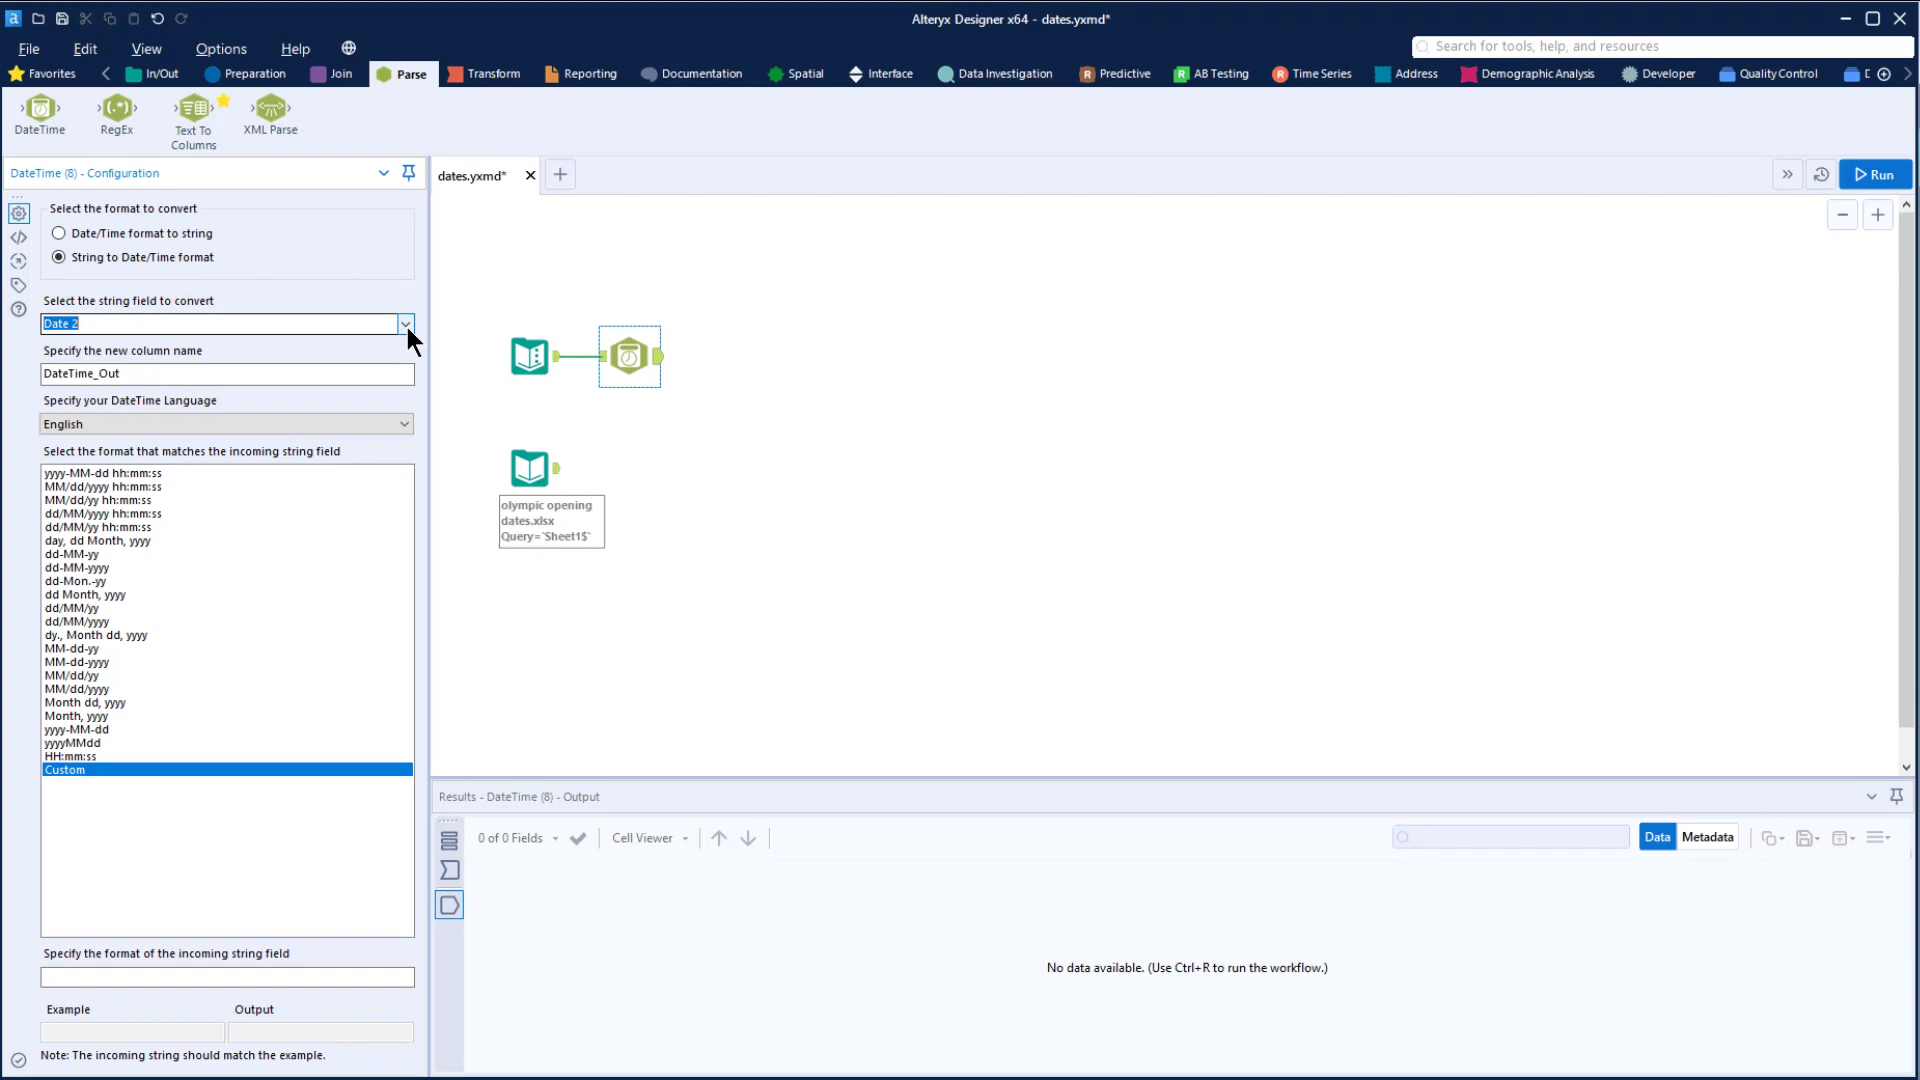 Alteryx Designer x64 - dates.yxmd*
File Edit View Options Help
Search for tools, help, and resources
Favorites In/Out Preparation Join Parse Transform Reporting Documentation Spatial Interface Data Investigation Predictive AB Testing Time Series Address Demographic Analysis Developer Quality Control
DateTime RegEx Text To Columns XML Parse
DateTime (8) - Configuration
dates.yxmd*
Run
Select the format to convert
Date/Time format to string
String to Date/Time format
Select the string field to convert
Date 2
Specify the new column name
DateTime_Out
Specify your DateTime Language
English
Select the format that matches the incoming string field
yyyy-MM-dd hh:mm:ss
MM/dd/yyyy hh:mm:ss
MM/dd/yy hh:mm:ss
dd/MM/yyyy hh:mm:ss
dd/MM/yy hh:mm:ss
day, dd Month, yyyy
dd-MM-yy
dd-MM-yyyy
dd-Mon.-yy
dd Month, yyyy
dd/MM/yy
dd/MM/yyyy
dy., Month dd, yyyy
MM-dd-yy
MM-dd-yyyy
MM/dd/yy
MM/dd/yyyy
Month dd, yyyy
Month, yyyy
yyyy-MM-dd
yyyyMMdd
HH:mm:ss
Custom
Specify the format of the incoming string field
Example Output
Note: The incoming string should match the example.
olympic opening
dates.xlsx
Query=`Sheet1$`
Results - DateTime (8) - Output
0 of 0 Fields Cell Viewer Data Metadata
No data available. (Use Ctrl+R to run the workflow.)